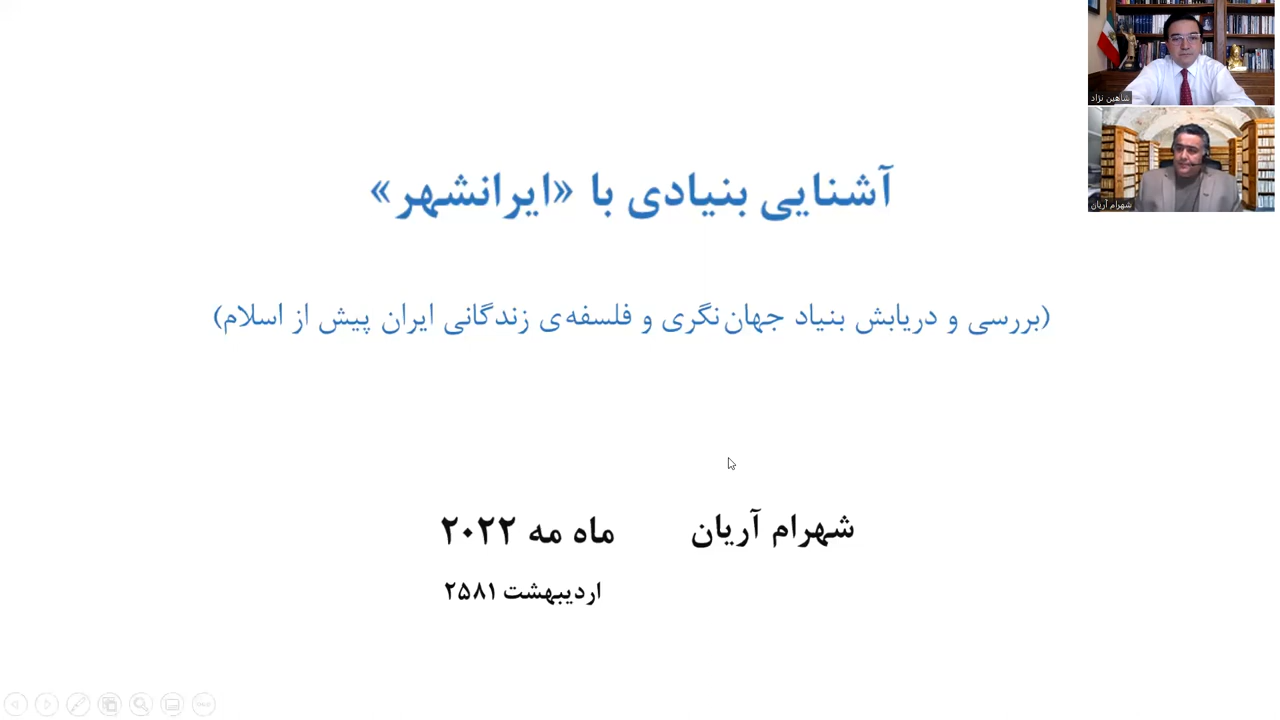 شاهین نژاد
شهرام آریان
آشنایی بنیادی با «ایرانشهر»
(بررسی و دریابش بنیاد جهان‌نگری و فلسفه‌ی زندگانی ایران پیش از اسلام)
شهرام آریان
ماه مه ۲۰۲۲
اردیبهشت ۲۵۸۱